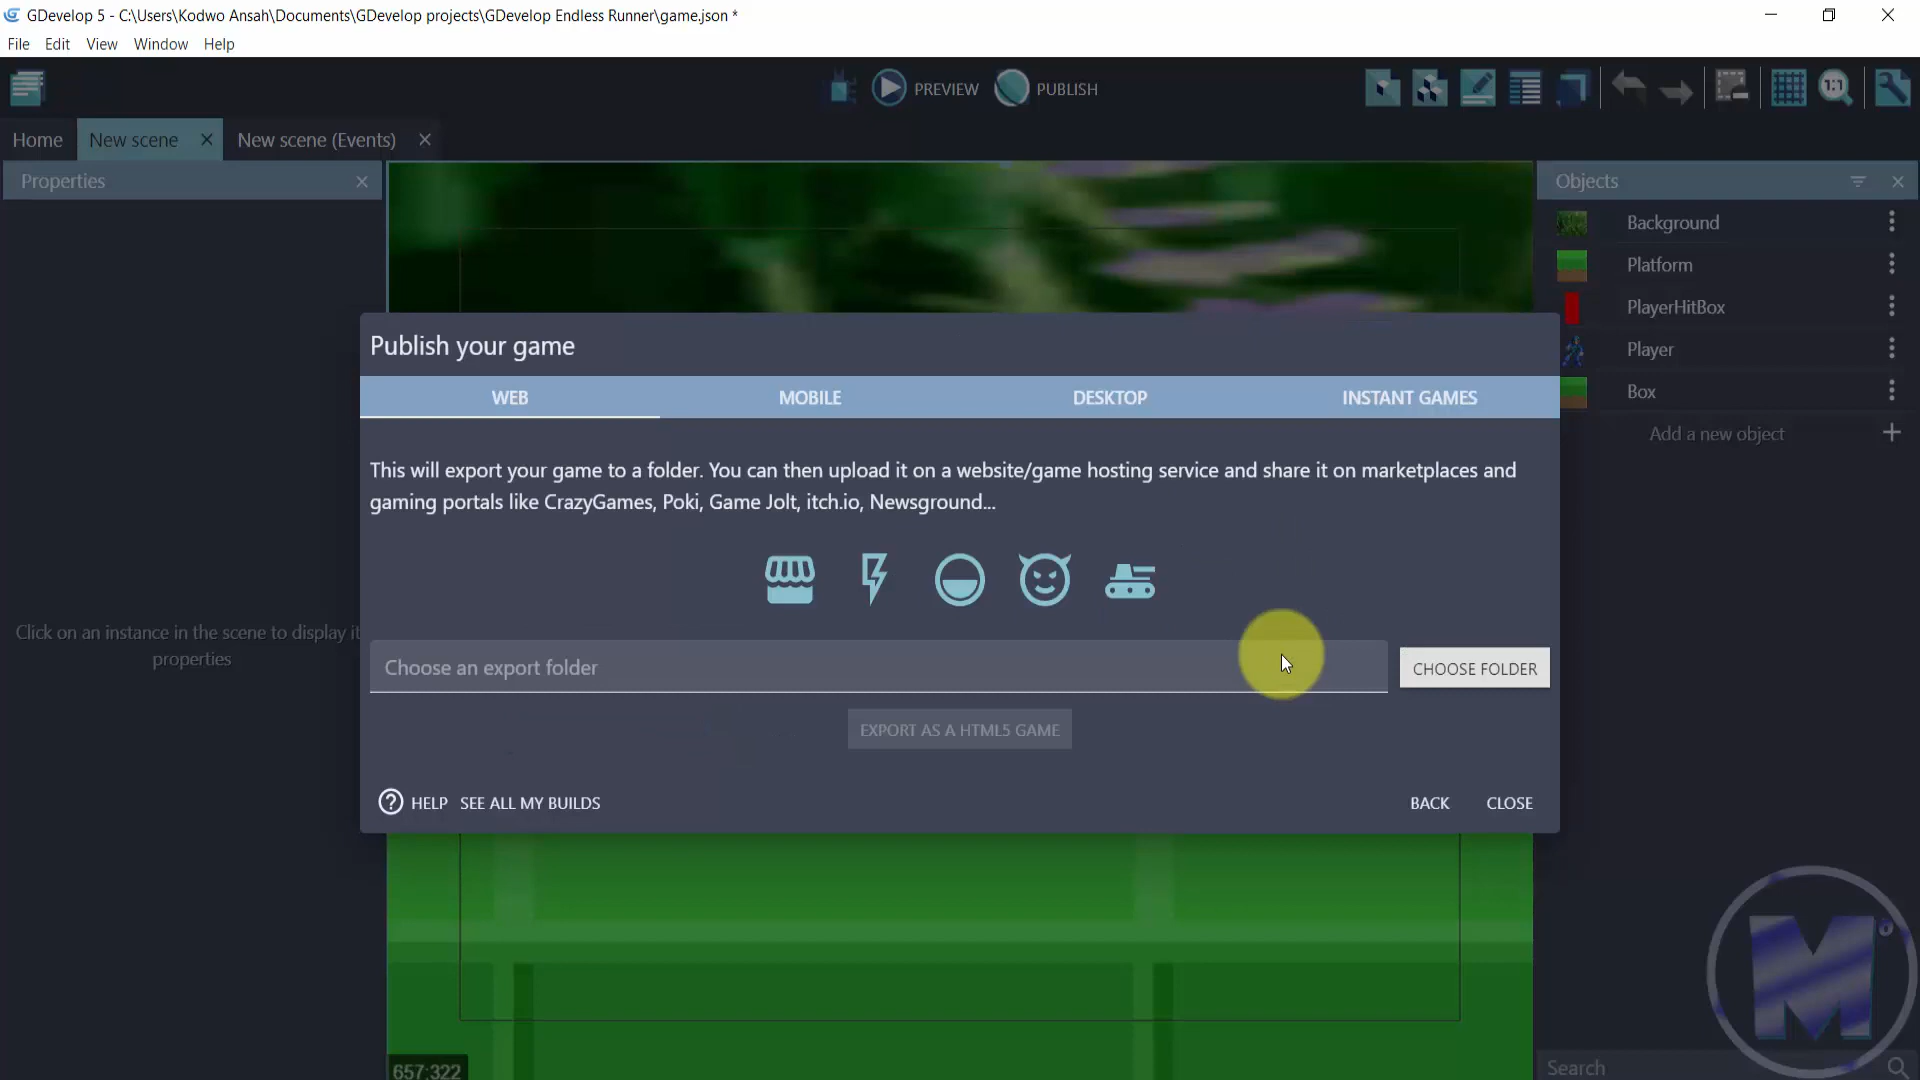 GDevelop 5 - C:\Users\Kodwo Ansah\Documents\GDevelop projects\GDevelop Endless Runner\game.json *
File Edit View Window Help
PREVIEW PUBLISH 1:1
Home New scene New scene (Events)
Properties
Objects
Background
Platform
PlayerHitBox
Player
Box
Add a new object
Click on an instance in the scene to display it
properties
Publish your game
WEB MOBILE DESKTOP INSTANT GAMES
This will export your game to a folder. You can then upload it on a website/game hosting service and share it on marketplaces and
gaming portals like CrazyGames, Poki, Game Jolt, itch.io, Newsground...
Choose an export folder CHOOSE FOLDER
EXPORT AS A HTML5 GAME
HELP SEE ALL MY BUILDS BACK CLOSE
M
657;322
Search